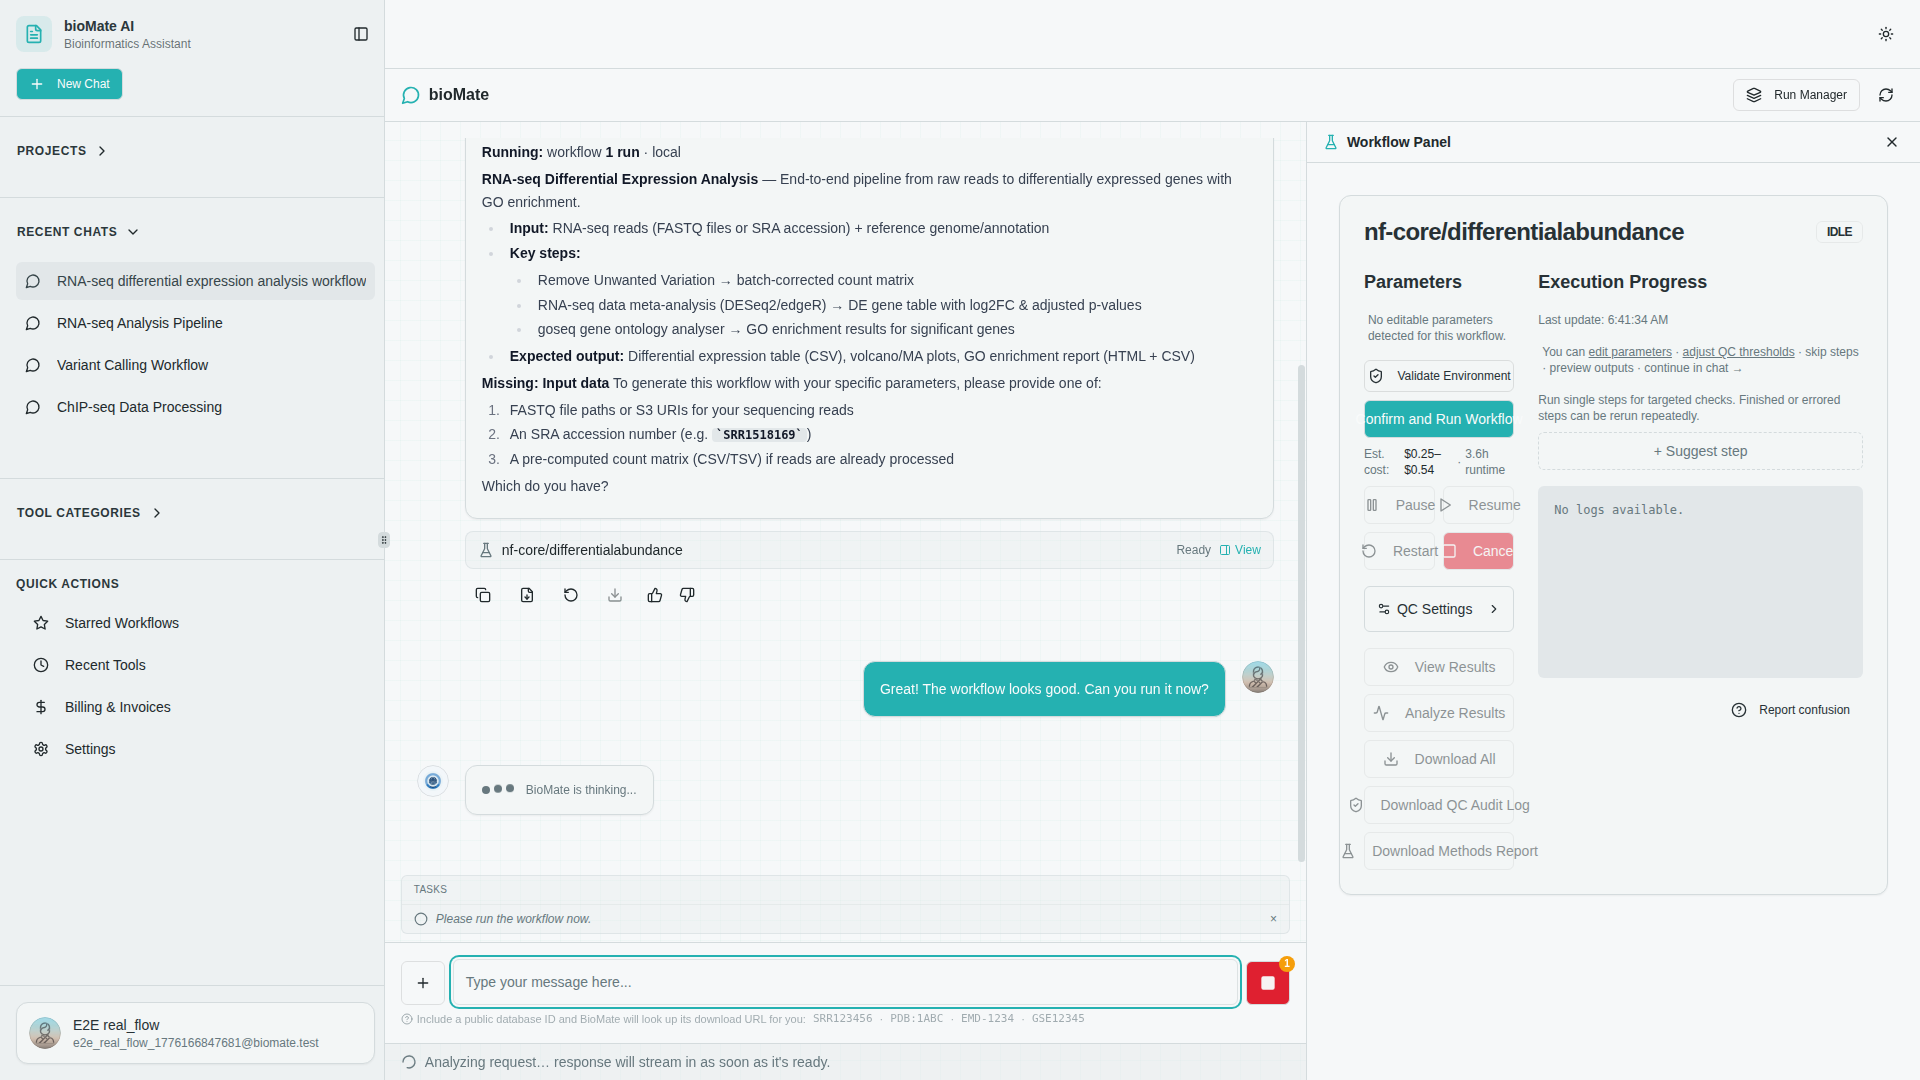 bioMate AI
Bioinformatics Assistant
New Chat
PROJECTS
RECENT CHATS
RNA-seq differential expression analysis workflow
RNA-seq Analysis Pipeline
Variant Calling Workflow
ChIP-seq Data Processing
TOOL CATEGORIES
QUICK ACTIONS
Starred Workflows
Recent Tools
Billing & Invoices
Settings
E2E real_flow
e2e_real_flow_1776166847681@biomate.test
bioMate
Run Manager
Running: workflow 1 run · local
RNA-seq Differential Expression Analysis — End-to-end pipeline from raw reads to differentially expressed genes with
GO enrichment.
Input: RNA-seq reads (FASTQ files or SRA accession) + reference genome/annotation
Key steps:
Remove Unwanted Variation → batch-corrected count matrix
RNA-seq data meta-analysis (DESeq2/edgeR) → DE gene table with log2FC & adjusted p-values
goseq gene ontology analyser → GO enrichment results for significant genes
Expected output: Differential expression table (CSV), volcano/MA plots, GO enrichment report (HTML + CSV)
Missing: Input data To generate this workflow with your specific parameters, please provide one of:
1. FASTQ file paths or S3 URIs for your sequencing reads
2. An SRA accession number (e.g. `SRR1518169`)
3. A pre-computed count matrix (CSV/TSV) if reads are already processed
Which do you have?
nf-core/differentialabundance
Ready
View
Great! The workflow looks good. Can you run it now?
BioMate is thinking...
TASKS
Please run the workflow now.
×
Type your message here...
1
Include a public database ID and BioMate will look up its download URL for you: SRR123456 · PDB:1ABC · EMD-1234 · GSE12345
Analyzing request… response will stream in as soon as it's ready.
Workflow Panel
nf-core/differentialabundance
IDLE
Parameters
No editable parameters
detected for this workflow.
Validate Environment
onfirm and Run Workflo
Est.
cost:
$0.25–
$0.54
· 3.6h
runtime
Pause
Resume
Restart
Cance
QC Settings
View Results
Analyze Results
Download All
Download QC Audit Log
Download Methods Report
Execution Progress
Last update: 6:41:34 AM
You can edit parameters · adjust QC thresholds · skip steps
· preview outputs · continue in chat →
Run single steps for targeted checks. Finished or errored
steps can be rerun repeatedly.
+ Suggest step
No logs available.
Report confusion